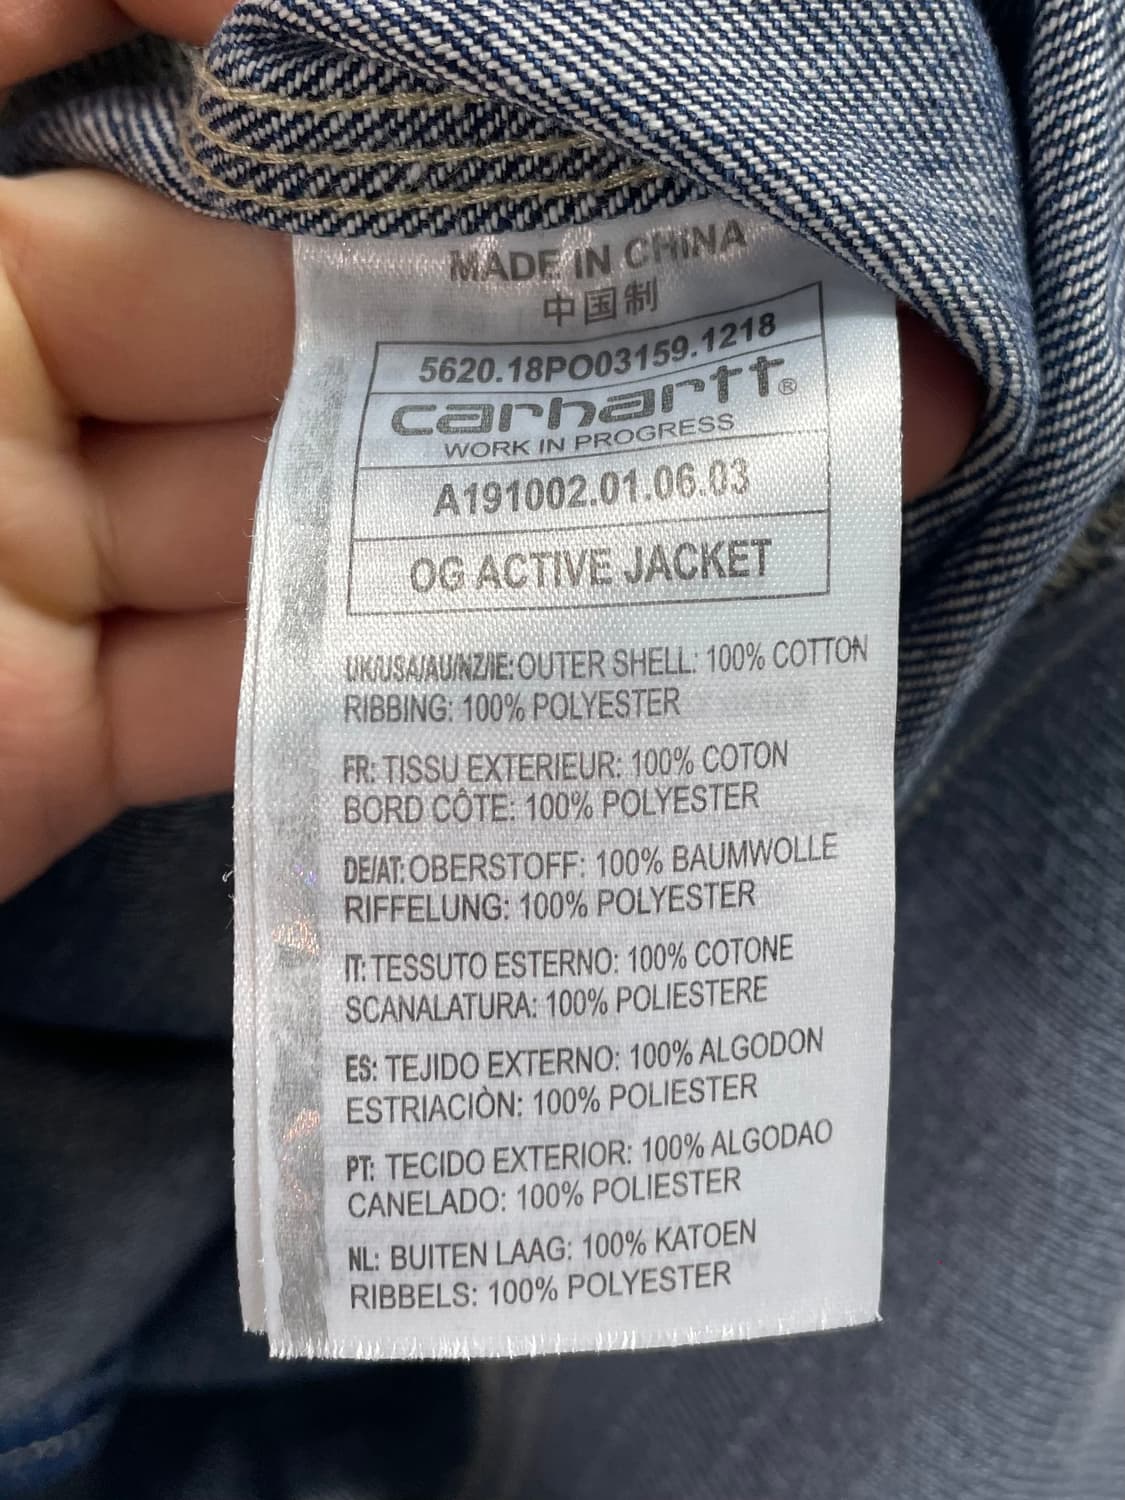 MADE IN CHINA
中国制
5620.18PO03159.1218
carhartt®
WORK IN PROGRESS
A191002.01.06.03
OG ACTIVE JACKET
UK/USA/AU/NZ/IE: OUTER SHELL: 100% COTTON
RIBBING: 100% POLYESTER
FR: TISSU EXTERIEUR: 100% COTON
BORD CÔTE: 100% POLYESTER
DE/AT: OBERSTOFF: 100% BAUMWOLLE
RIFFELUNG: 100% POLYESTER
IT: TESSUTO ESTERNO: 100% COTONE
SCANALATURA: 100% POLIESTERE
ES: TEJIDO EXTERNO: 100% ALGODON
ESTRIACIÒN: 100% POLIESTER
PT: TECIDO EXTERIOR: 100% ALGODAO
CANELADO: 100% POLIESTER
NL: BUITEN LAAG: 100% KATOEN
RIBBELS: 100% POLYESTER